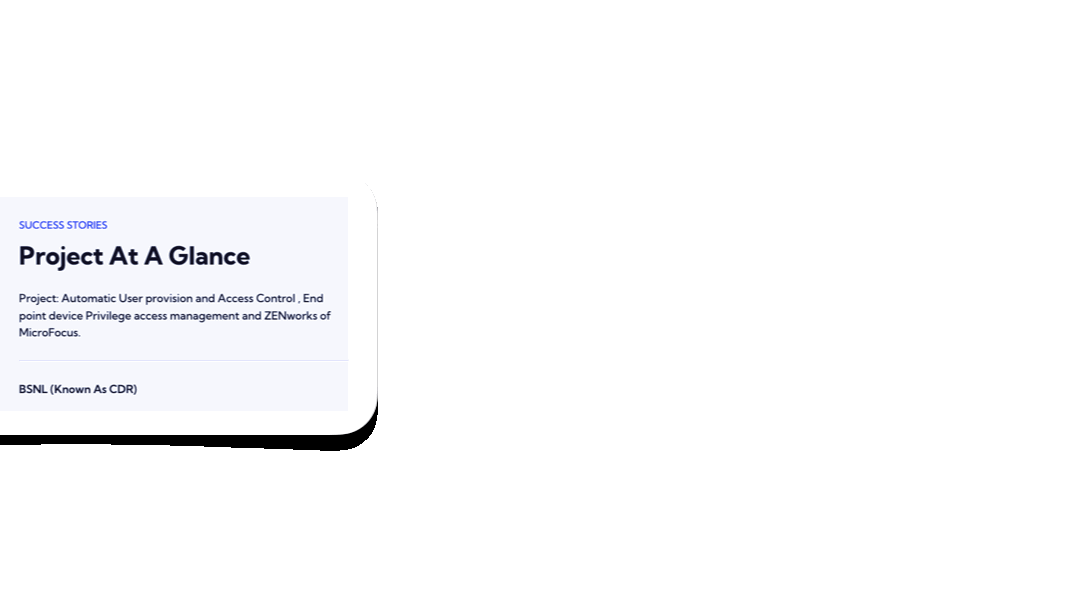 SUCCESS STORIES
Project At A Glance
Project: Automatic User provision and Access Control , End
point device Privilege access management and ZENworks of
MicroFocus.
BSNL (Known As CDR)